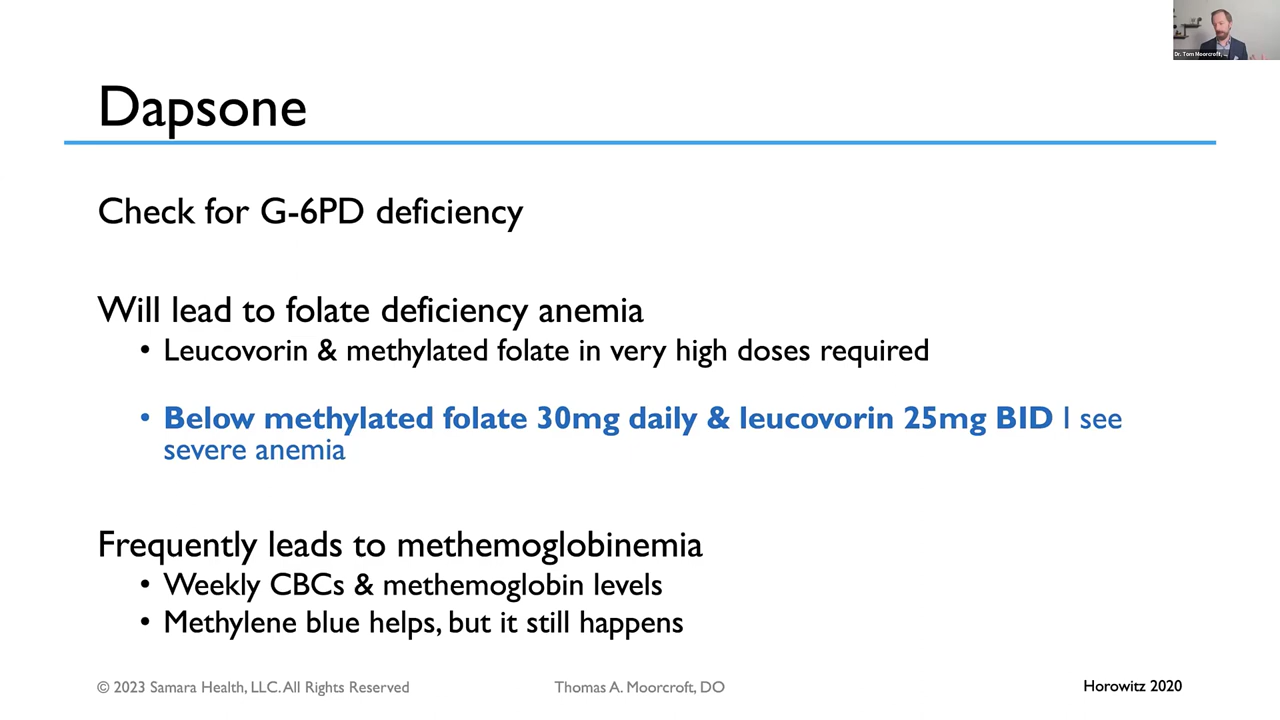 Dr. Tom Moorcroft, ...
Dapsone
Check for G-6PD deficiency
Will lead to folate deficiency anemia
• Leucovorin & methylated folate in very high doses required
• Below methylated folate 30mg daily & leucovorin 25mg BID I see
severe anemia
Frequently leads to methemoglobinemia
• Weekly CBCs & methemoglobin levels
• Methylene blue helps, but it still happens
© 2023 Samara Health, LLC. All Rights Reserved
Thomas A. Moorcroft, DO
Horowitz 2020